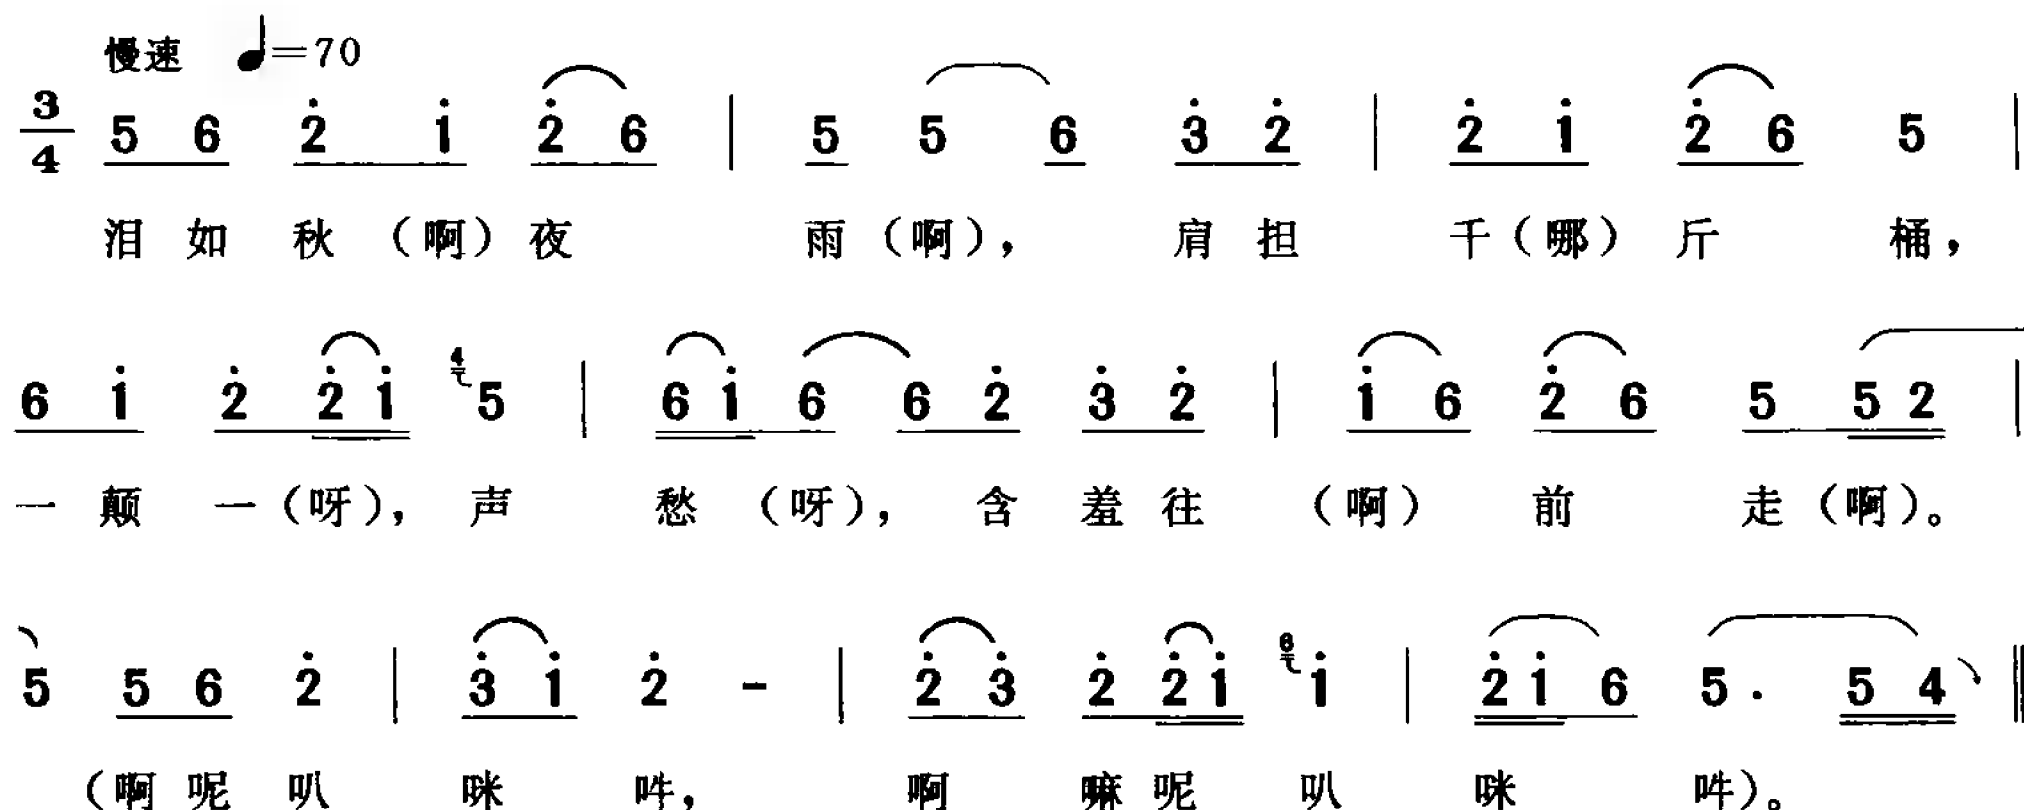 慢速 ♩=70
3/4 5 6 2̇ 1̇ 2̇ 6 | 5 5 6 3̇ 2̇ | 2̇ 1̇ 2̇ 6 5 |
泪 如 秋 （啊）夜 雨（啊）， 肩 担 千（哪）斤 桶，
6 1̇ 2̇ 2̇ 1̇ 4 5 | 6 1̇ 6 6 2̇ 3̇ 2̇ | 1̇ 6 2̇ 6 5 5 2 |
一 颠 一（呀）， 声 愁 （呀）， 含 羞 往 （啊） 前 走（啊）。
5 5 6 2̇ | 3̇ 1̇ 2̇ - | 2̇ 3̇ 2̇ 2̇ 1̇ 6 1̇ | 2̇ 1̇ 6 5 · 5 4 ‖
（啊 呢 叭 咪 吽， 啊 嘛 呢 叭 咪 吽）。